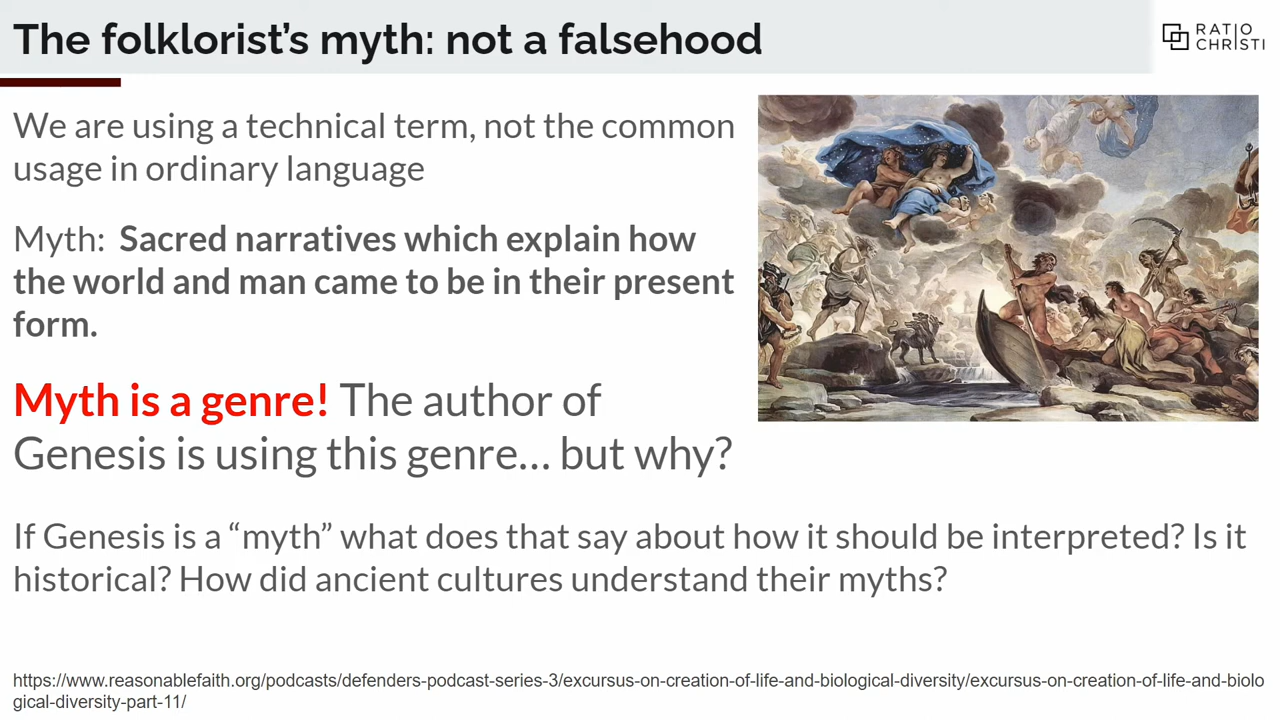 The folklorist’s myth: not a falsehood
RATIO
CHRISTI
We are using a technical term, not the common
usage in ordinary language
Myth: Sacred narratives which explain how
the world and man came to be in their present
form.
Myth is a genre! The author of
Genesis is using this genre... but why?
If Genesis is a “myth” what does that say about how it should be interpreted? Is it
historical? How did ancient cultures understand their myths?
https://www.reasonablefaith.org/podcasts/defenders-podcast-series-3/excursus-on-creation-of-life-and-biological-diversity/excursus-on-creation-of-life-and-biolo
gical-diversity-part-11/